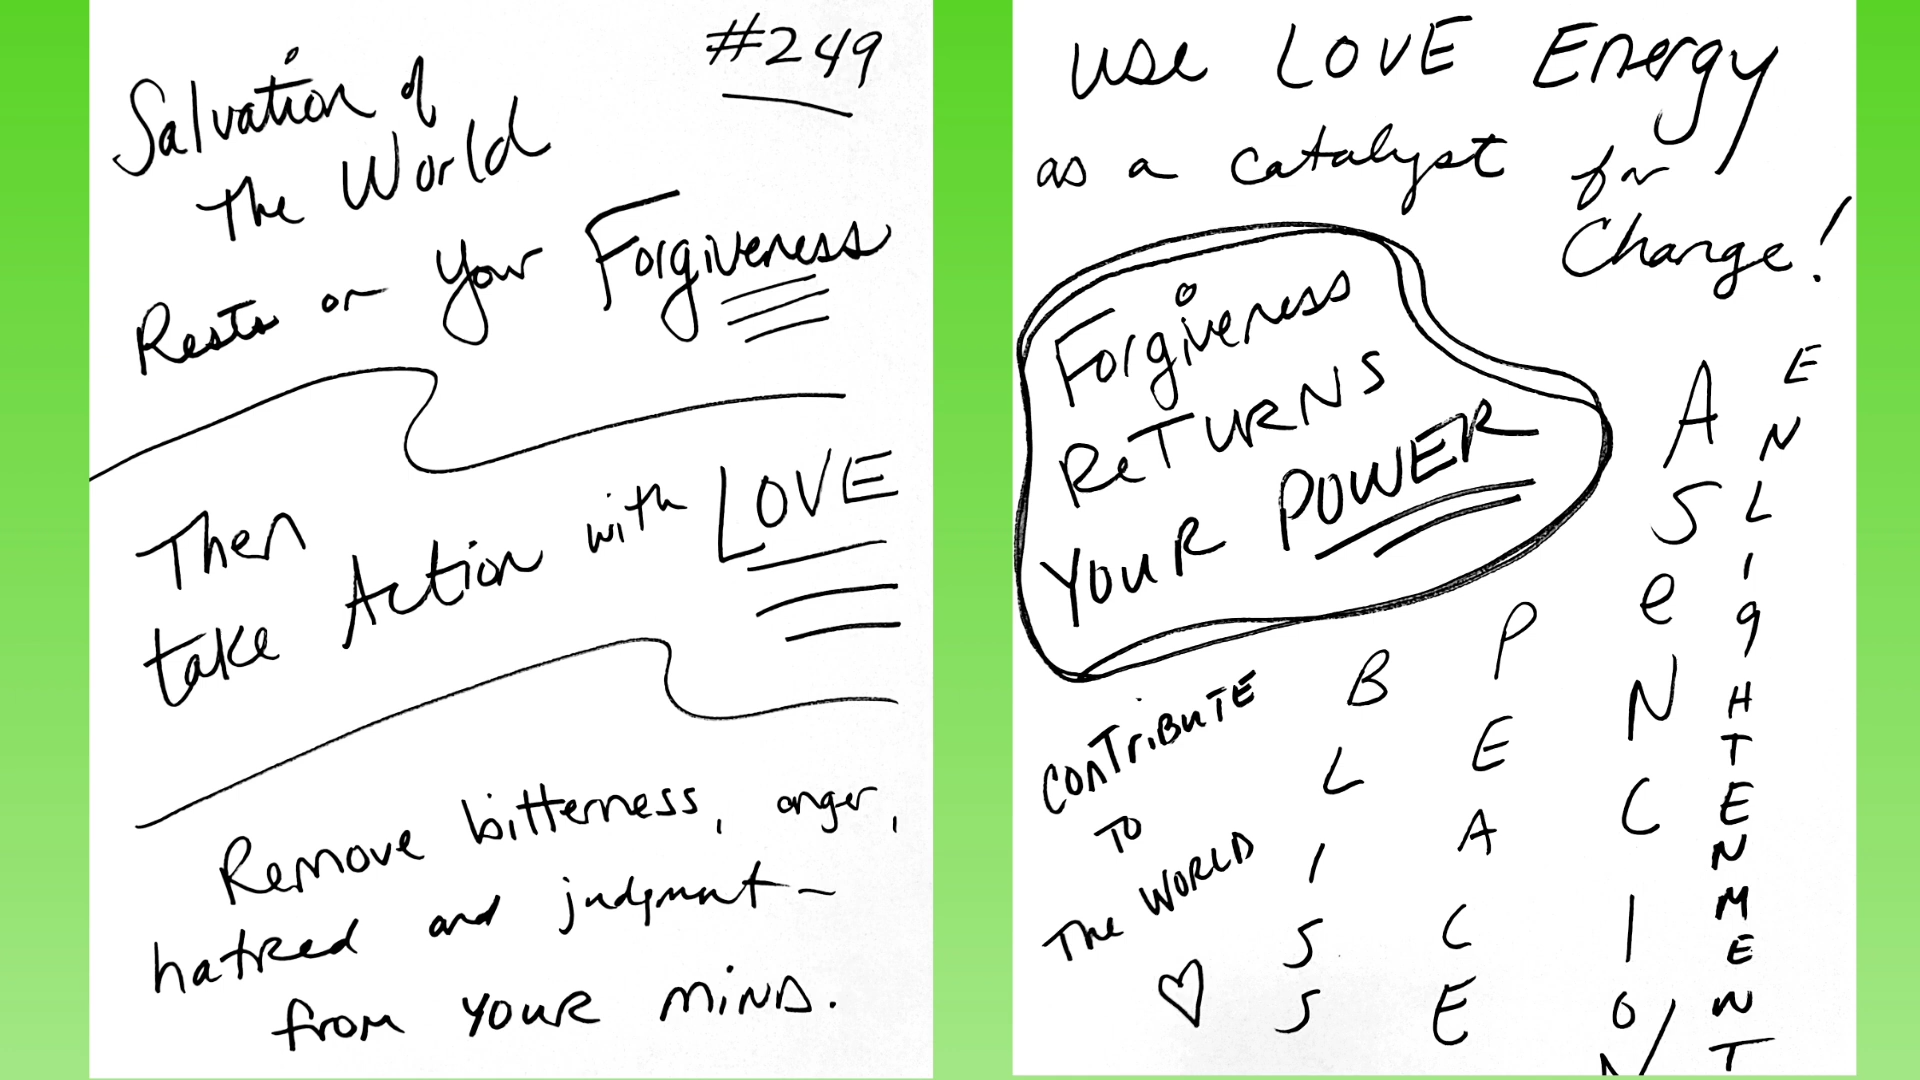 #249
Salvation of
The World
Rests on Your Forgiveness
Then
take Action with LOVE
Remove bitterness, anger,
hatred and judgment—
from YOUR MIND.
Use LOVE Energy
as a catalyst for
Change!
Forgiveness
ReTURNS
YOUR POWER
CONTRIBUTE
TO
The WORLD
BLISS
PEACE
ASeNCION
ENLIGHTENMENT